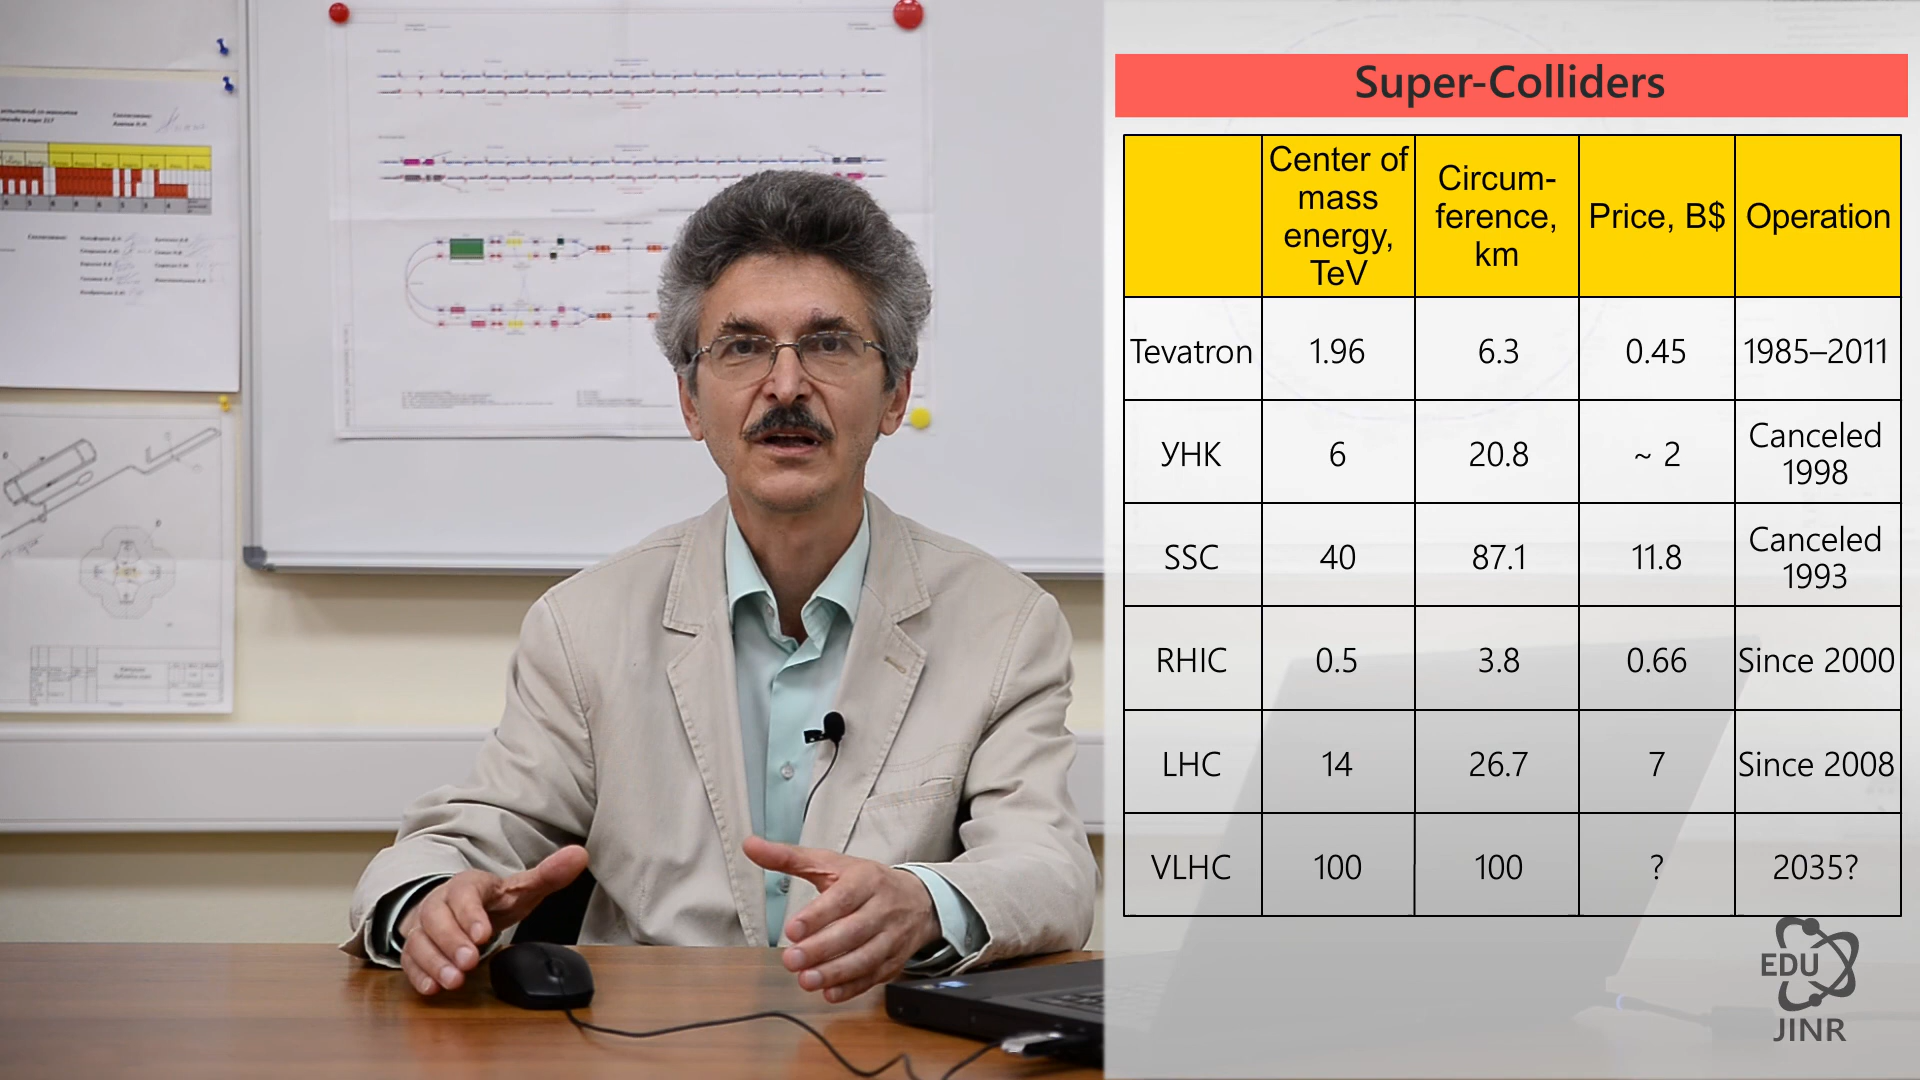 Super-Colliders
Center of
mass
energy,
TeV
Circum-
ference,
km
Price, B$
Operation
Tevatron
1.96
6.3
0.45
1985–2011
УНК
6
20.8
~ 2
Canceled
1998
SSC
40
87.1
11.8
Canceled
1993
RHIC
0.5
3.8
0.66
Since 2000
LHC
14
26.7
7
Since 2008
VLHC
100
100
?
2035?
EDU
JINR